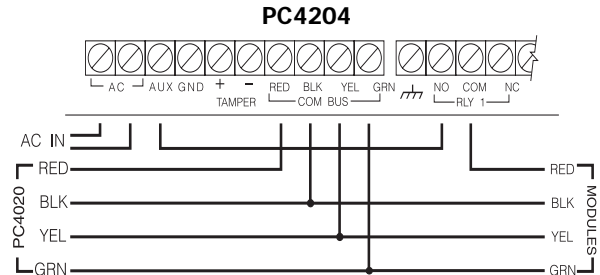 PC4204
AC AUX GND + - RED BLK YEL GRN NO COM NC
TAMPER COM BUS RLY 1
AC IN
RED RED
BLK BLK
YEL YEL
GRN GRN
PC4020
MODULES